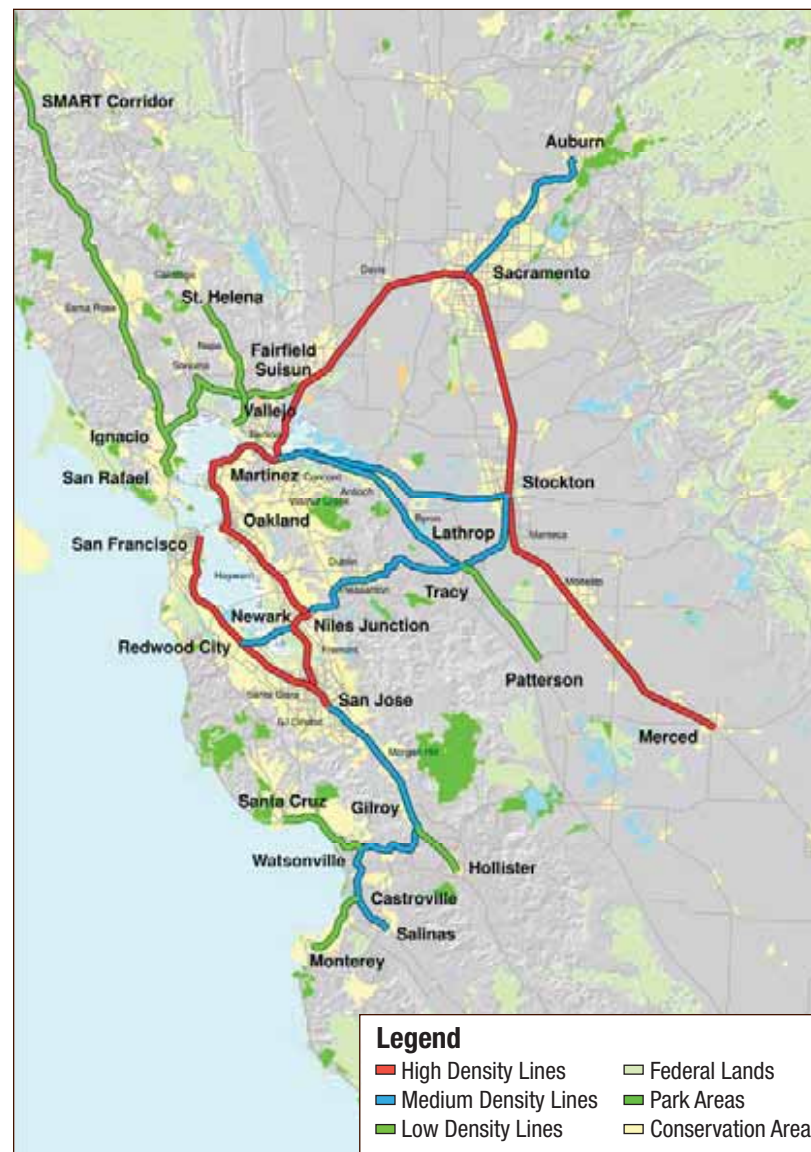 SMART Corridor
Auburn
Davis
Sacramento
Calistoga
St. Helena
Santa Rosa
Napa
Sonoma
Fairfield
Suisun
Vallejo
Benicia
Ignacio
San Rafael
Martinez
Concord
Antioch
Walnut Creek
Stockton
Oakland
Byron
Lathrop
Manteca
San Francisco
Dublin
Hayward
Pleasanton
Tracy
Modesto
Newark
Niles Junction
Redwood City
Fremont
Patterson
Santa Clara
San Jose
Merced
Morgan Hill
Santa Cruz
Gilroy
Watsonville
Hollister
Castroville
Salinas
Monterey
Legend
High Density Lines
Federal Lands
Medium Density Lines
Park Areas
Low Density Lines
Conservation Area